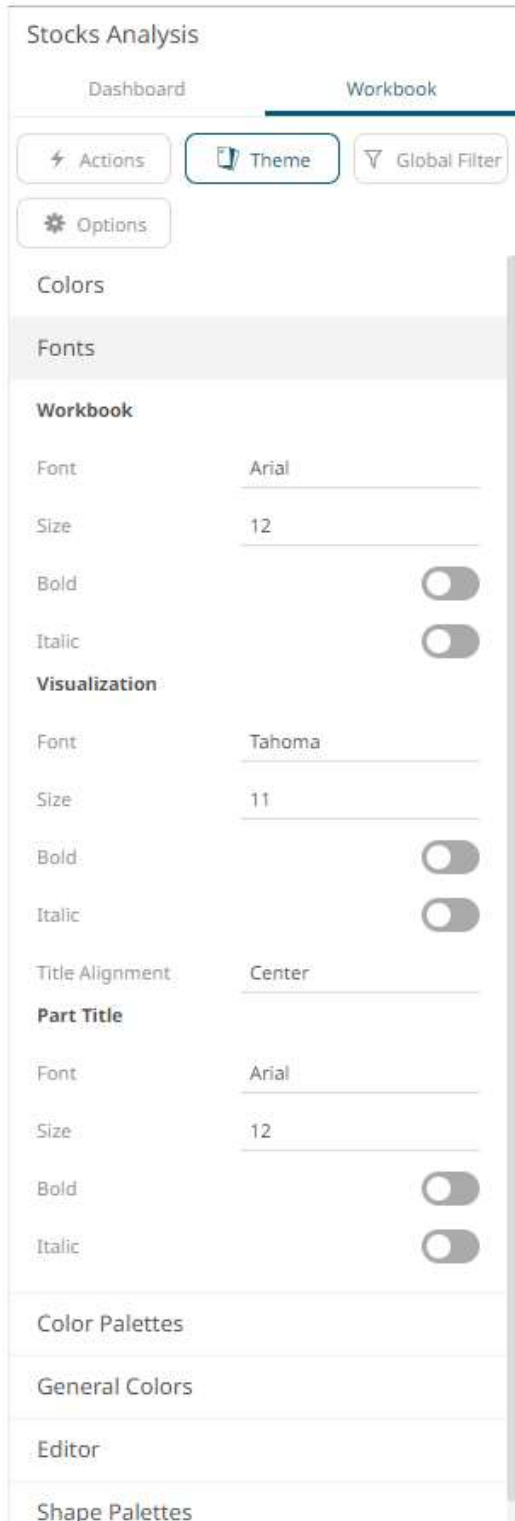 Stocks Analysis
Dashboard Workbook
Actions Theme Global Filter
Options
Colors
Fonts
Workbook
Font Arial
Size 12
Bold
Italic
Visualization
Font Tahoma
Size 11
Bold
Italic
Title Alignment Center
Part Title
Font Arial
Size 12
Bold
Italic
Color Palettes
General Colors
Editor
Shape Palettes